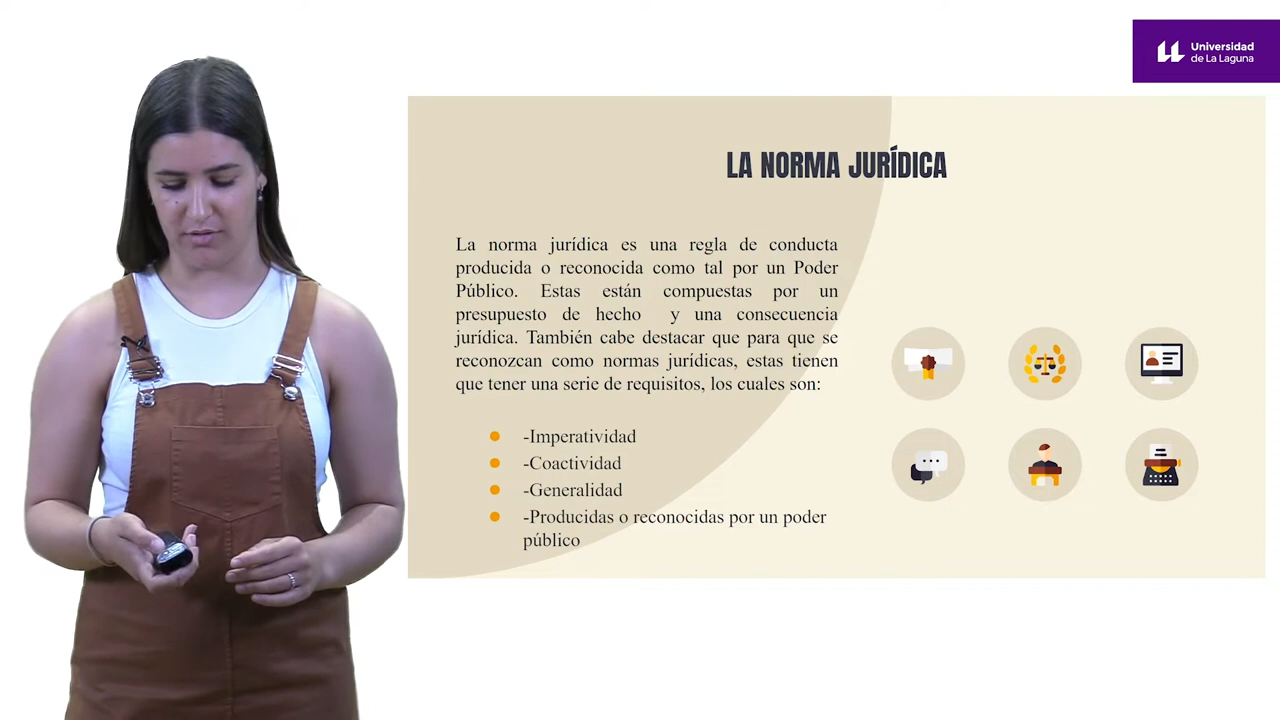 Universidad
de La Laguna
LA NORMA JURÍDICA
La norma jurídica es una regla de conducta
producida o reconocida como tal por un Poder
Público. Estas están compuestas por un
presupuesto de hecho y una consecuencia
jurídica. También cabe destacar que para que se
reconozcan como normas jurídicas, estas tienen
que tener una serie de requisitos, los cuales son:
-Imperatividad
-Coactividad
-Generalidad
-Producidas o reconocidas por un poder
público